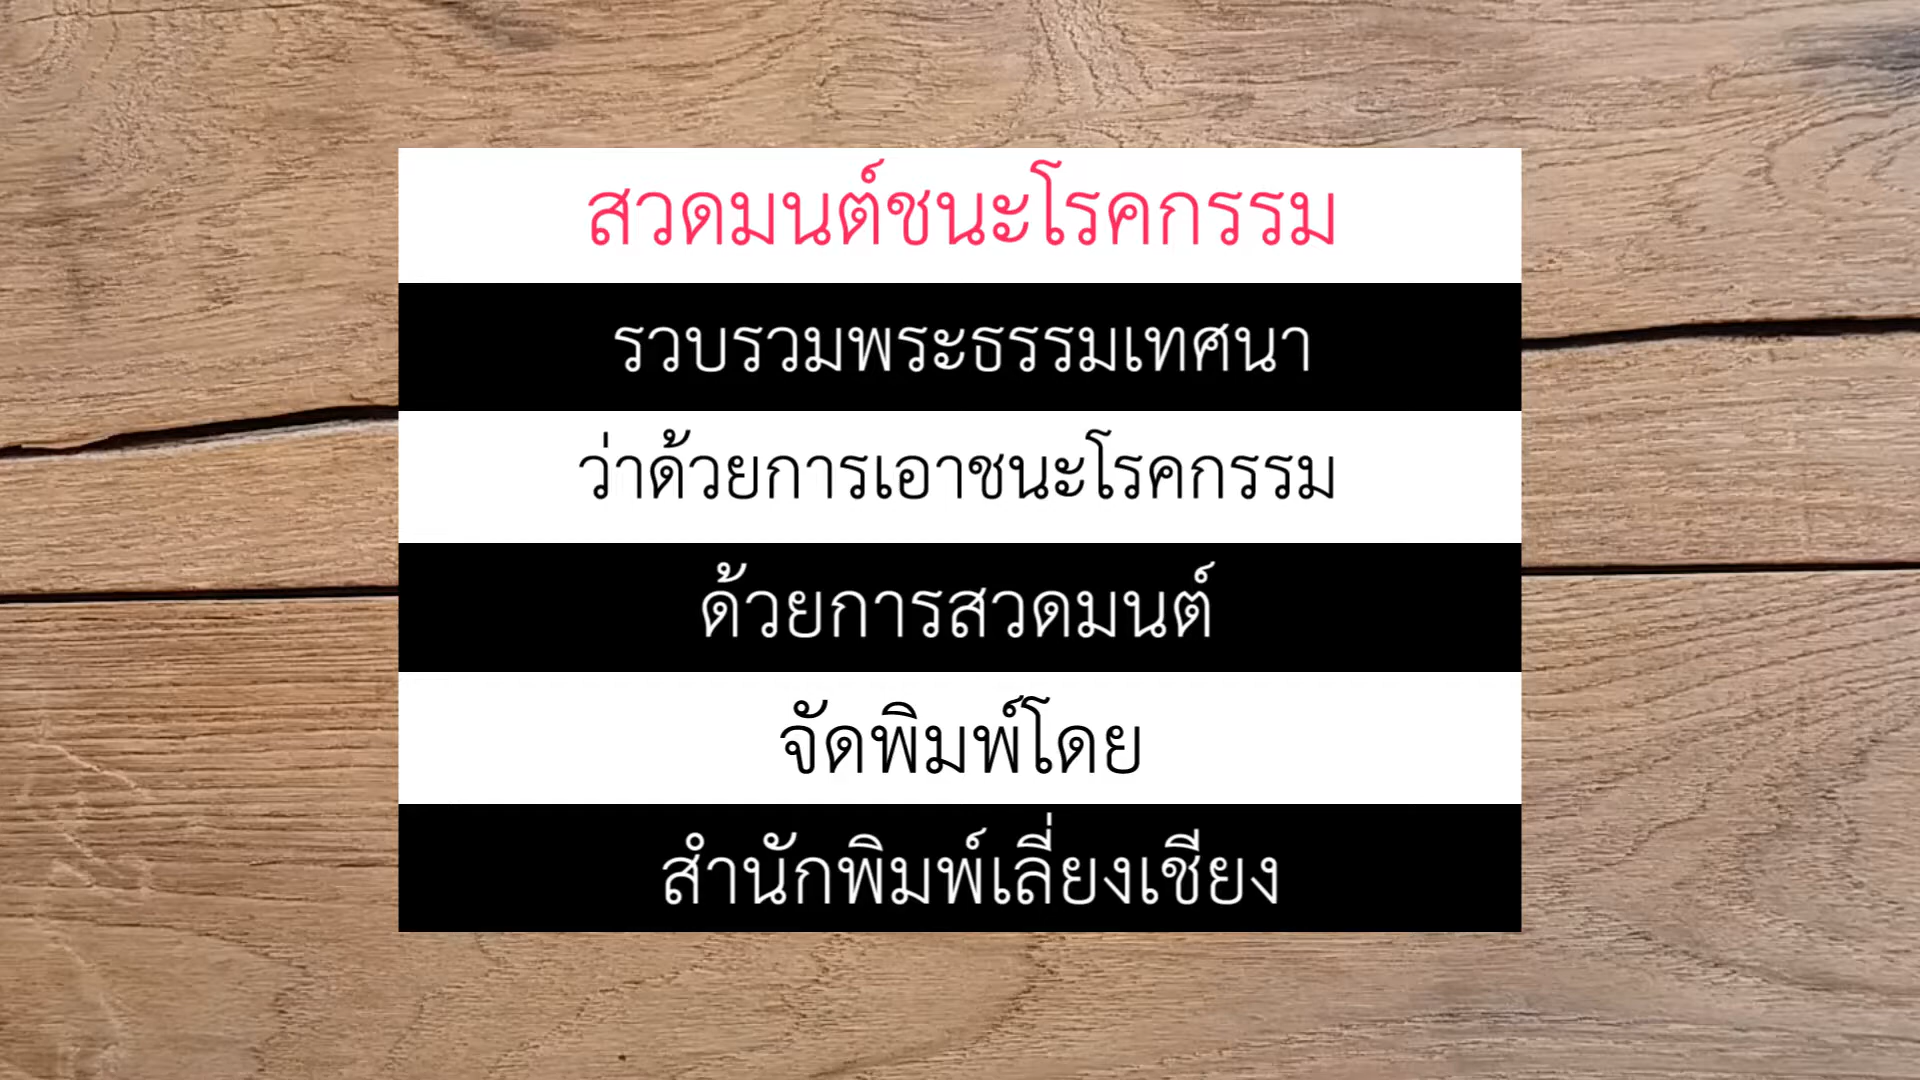 สวดมนต์ชนะโรคกรรม
รวบรวมพระธรรมเทศนา
ว่าด้วยการเอาชนะโรคกรรม
ด้วยการสวดมนต์
จัดพิมพ์โดย
สำนักพิมพ์เลี่ยงเชียง